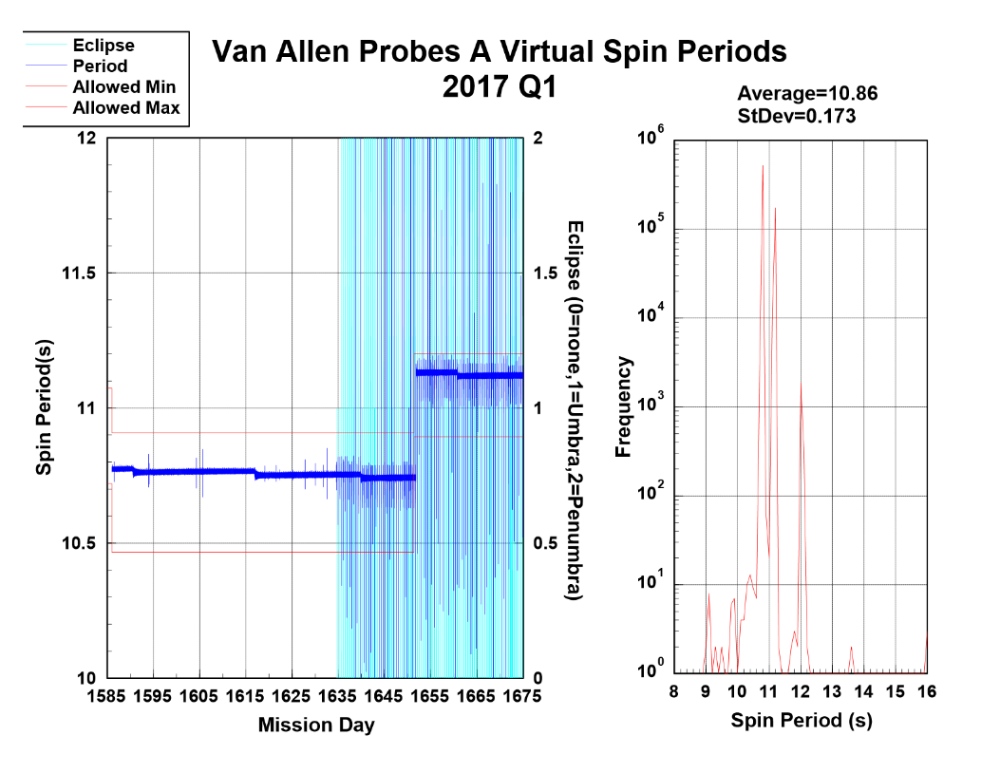 Eclipse
Period
Allowed Min
Allowed Max
Van Allen Probes A Virtual Spin Periods
2017 Q1
Average=10.86
StDev=0.173
12
11.5
11
10.5
10
Spin Period(s)
2
1.5
1
0.5
0
Eclipse (0=none,1=Umbra,2=Penumbra)
1585 1595 1605 1615 1625 1635 1645 1655 1665 1675
Mission Day
10^6
10^5
10^4
10^3
10^2
10^1
10^0
Frequency
8 9 10 11 12 13 14 15 16
Spin Period (s)